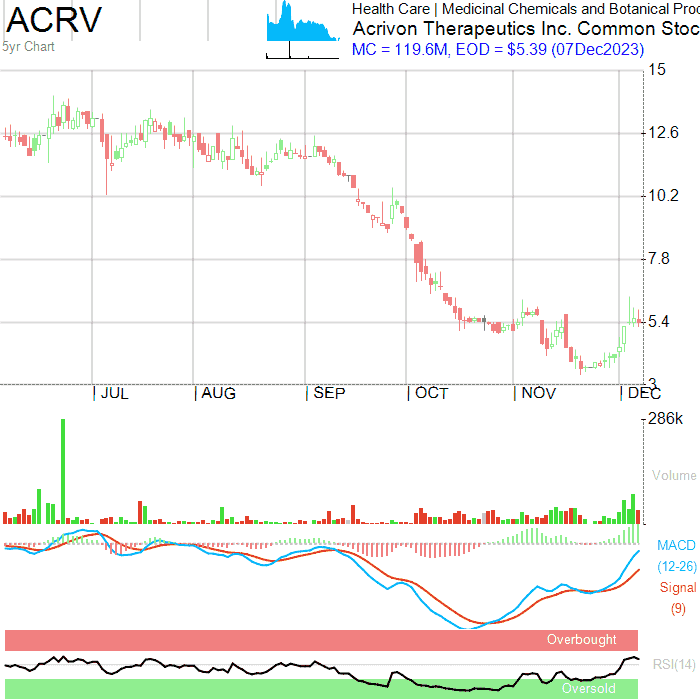 ACRV
5yr Chart
Health Care | Medicinal Chemicals and Botanical Proc
Acrivon Therapeutics Inc. Common Stoc
MC = 119.6M, EOD = $5.39 (07Dec2023)
15
12.6
10.2
7.8
5.4
3
JUL AUG SEP OCT NOV DEC
286k
Volume
MACD
(12-26)
Signal
(9)
Overbought
RSI(14)
Oversold